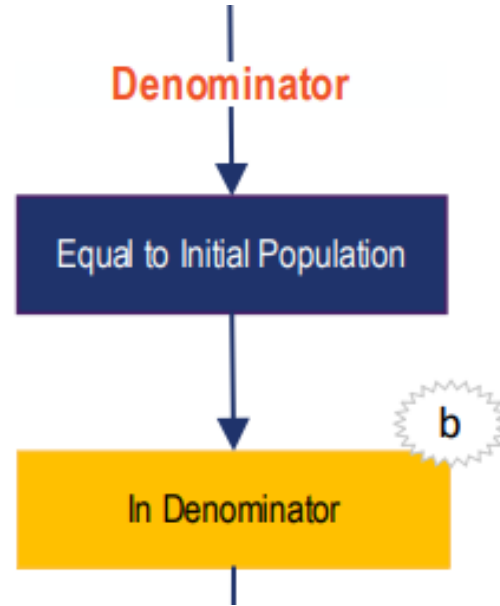 Denominator
Equal to Initial Population
b
In Denominator